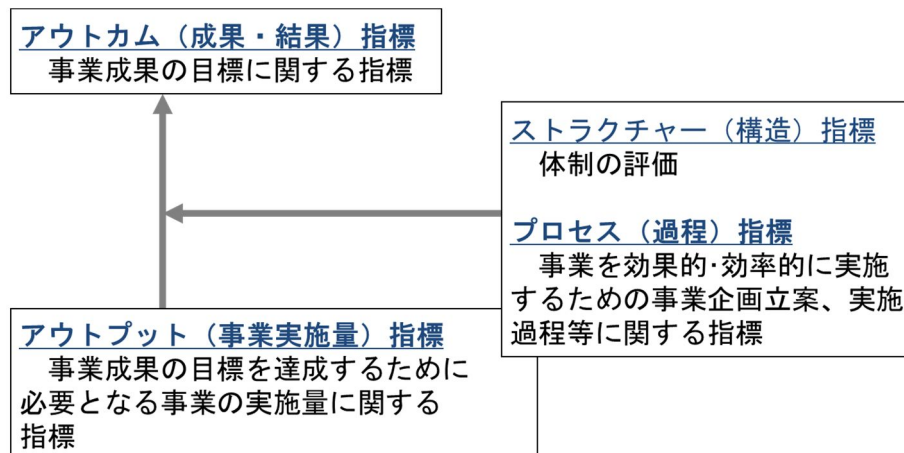 アウトカム（成果・結果）指標
事業成果の目標に関する指標
ストラクチャー（構造）指標
体制の評価
プロセス（過程）指標
事業を効果的･効率的に実施
するための事業企画立案、実施
過程等に関する指標
アウトプット（事業実施量）指標
事業成果の目標を達成するために
必要となる事業の実施量に関する
指標